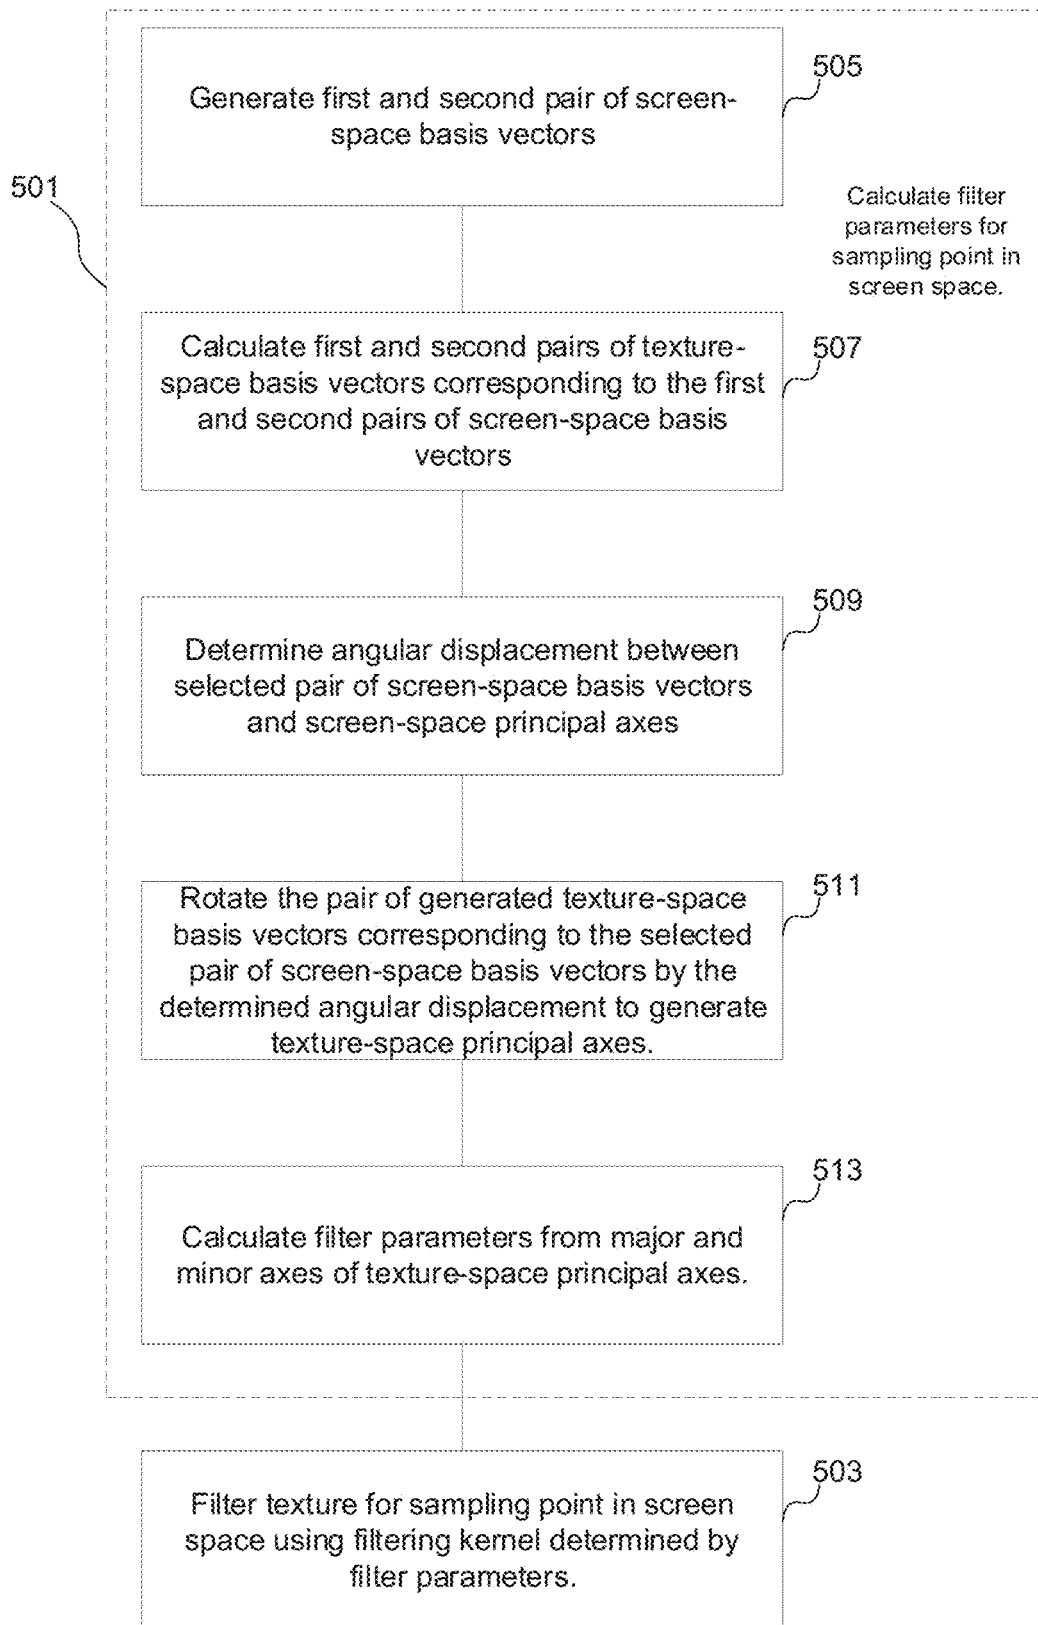 505
Generate first and second pair of screen-
space basis vectors
501
Calculate filter
parameters for
sampling point in
screen space.
507
Calculate first and second pairs of texture-
space basis vectors corresponding to the first
and second pairs of screen-space basis
vectors
509
Determine angular displacement between
selected pair of screen-space basis vectors
and screen-space principal axes
511
Rotate the pair of generated texture-space
basis vectors corresponding to the selected
pair of screen-space basis vectors by the
determined angular displacement to generate
texture-space principal axes.
513
Calculate filter parameters from major and
minor axes of texture-space principal axes.
503
Filter texture for sampling point in screen
space using filtering kernel determined by
filter parameters.